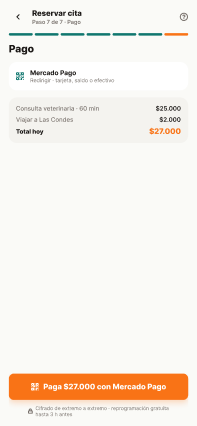 Reservar cita
Paso 7 de 7 · Pago
Pago
Mercado Pago
Redirigir · tarjeta, saldo o efectivo
Consulta veterinaria · 60 min $25.000
Viajar a Las Condes $2.000
Total hoy $27.000
Paga $27.000 con Mercado Pago
Cifrado de extremo a extremo · reprogramación gratuita
hasta 3 h antes